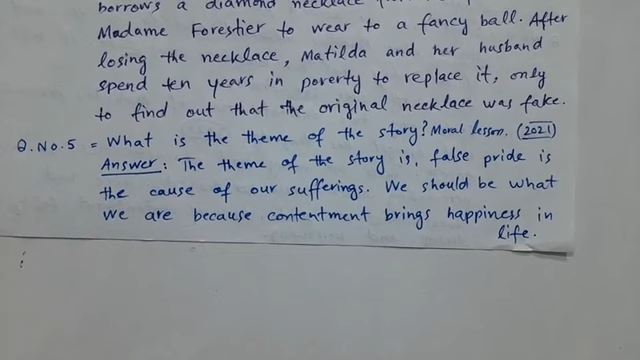 borrows a diamond necklace
Madame Forestier to wear to a fancy ball. After
losing the necklace, Matilda and her husband
spend ten years in poverty to replace it, only
to find out that the original necklace was fake.
Q.No.5 = What is the theme of the story? Moral lesson. (2021)
Answer: The theme of the story is, false pride is
the cause of our sufferings. We should be what
we are because contentment brings happiness in
life.